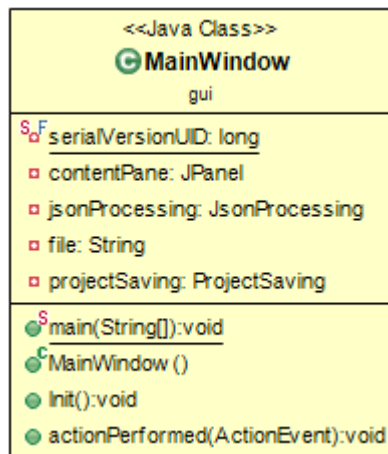 <<Java Class>>
C MainWindow
gui
S F serialVersionUID: long
contentPane: JPanel
jsonProcessing: JsonProcessing
file: String
projectSaving: ProjectSaving
S main(String[]):void
C MainWindow()
Init():void
actionPerformed(ActionEvent):void